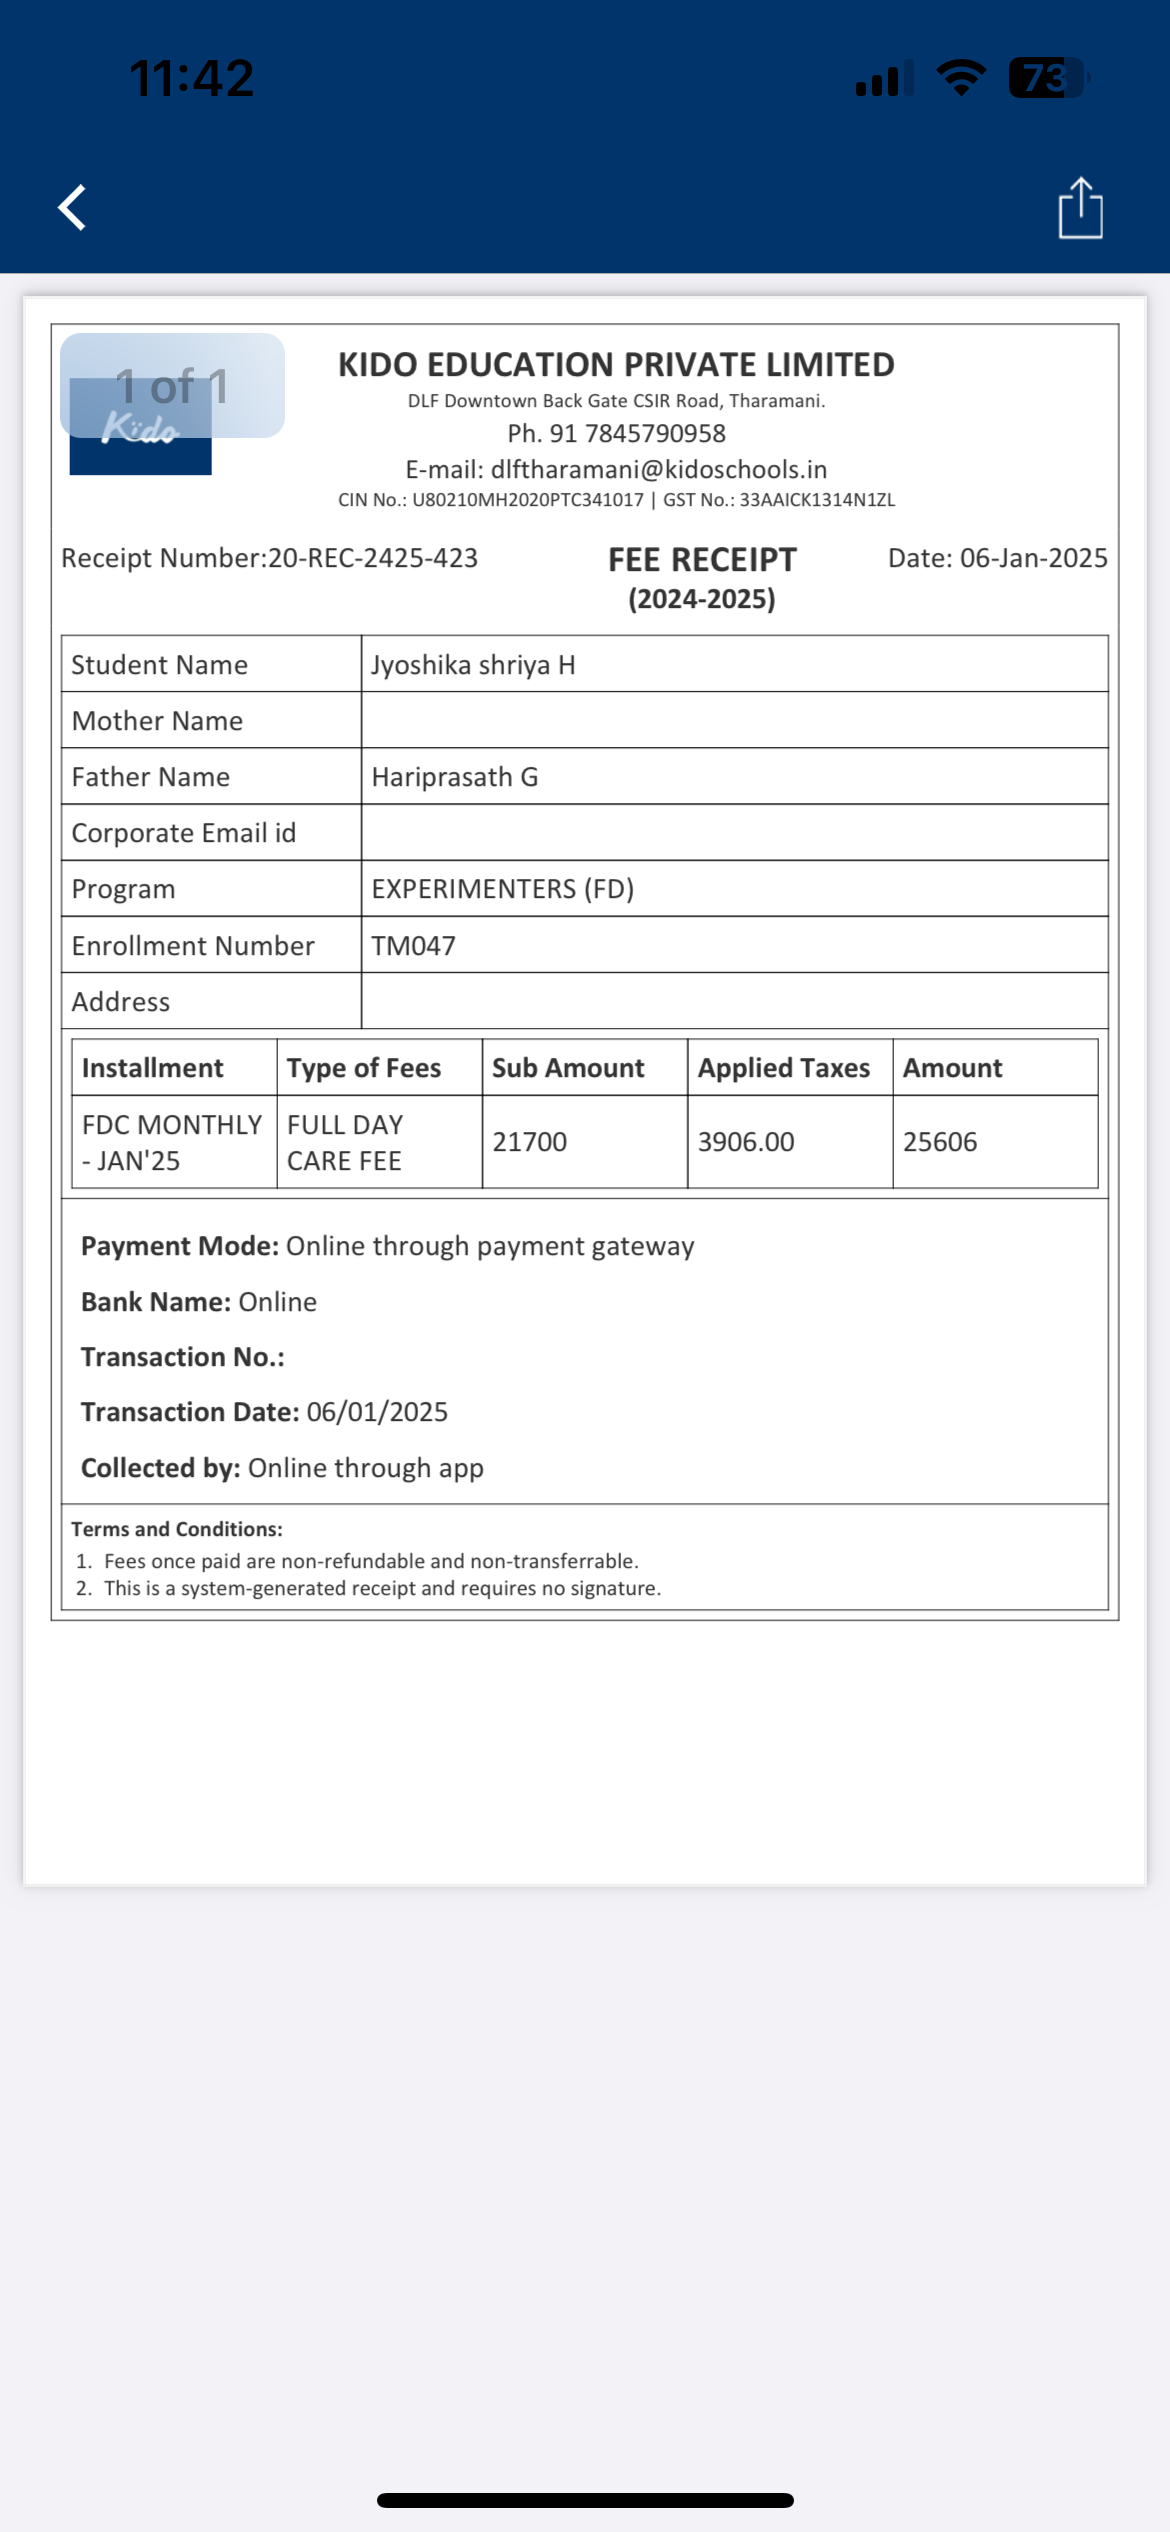 11:42
73
1 of 1
Kido
KIDO EDUCATION PRIVATE LIMITED
DLF Downtown Back Gate CSIR Road, Tharamani.
Ph. 91 7845790958
E-mail: dlftharamani@kidoschools.in
CIN No.: U80210MH2020PTC341017 | GST No.: 33AAICK1314N1ZL
Receipt Number:20-REC-2425-423 FEE RECEIPT Date: 06-Jan-2025
(2024-2025)
Student Name Jyoshika shriya H
Mother Name
Father Name Hariprasath G
Corporate Email id
Program EXPERIMENTERS (FD)
Enrollment Number TM047
Address
Installment Type of Fees Sub Amount Applied Taxes Amount
FDC MONTHLY - JAN'25 FULL DAY CARE FEE 21700 3906.00 25606
Payment Mode: Online through payment gateway
Bank Name: Online
Transaction No.:
Transaction Date: 06/01/2025
Collected by: Online through app
Terms and Conditions:
1. Fees once paid are non-refundable and non-transferrable.
2. This is a system-generated receipt and requires no signature.